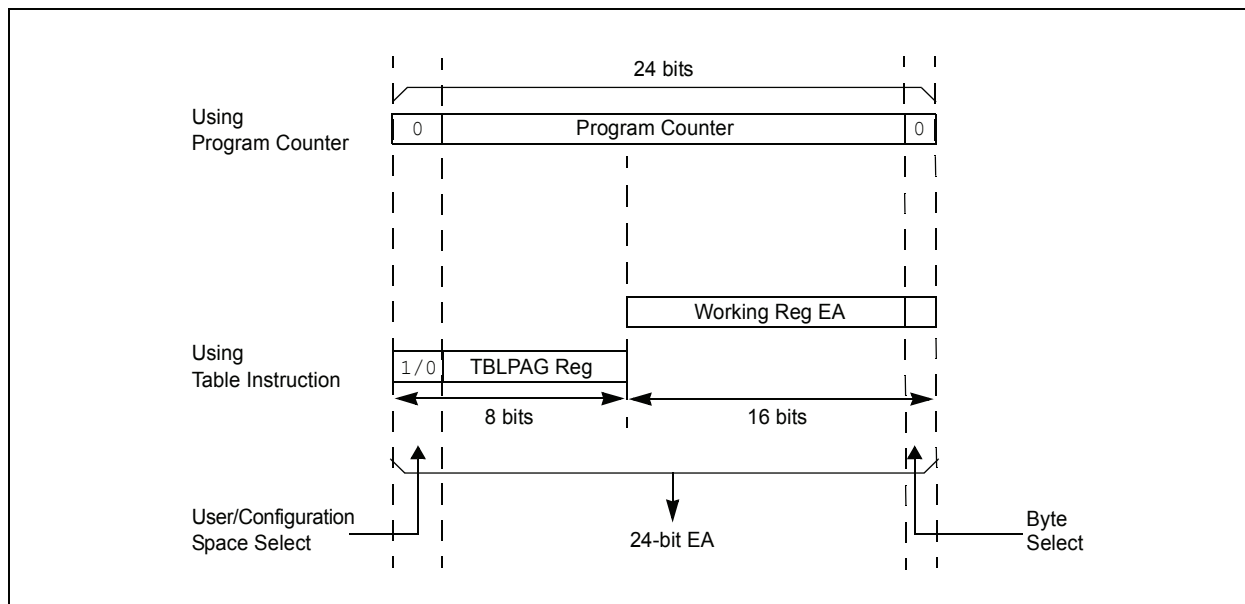 24 bits
Using
Program Counter
0
Program Counter
0
Working Reg EA
Using
Table Instruction
1/0
TBLPAG Reg
8 bits
16 bits
User/Configuration
Space Select
24-bit EA
Byte
Select